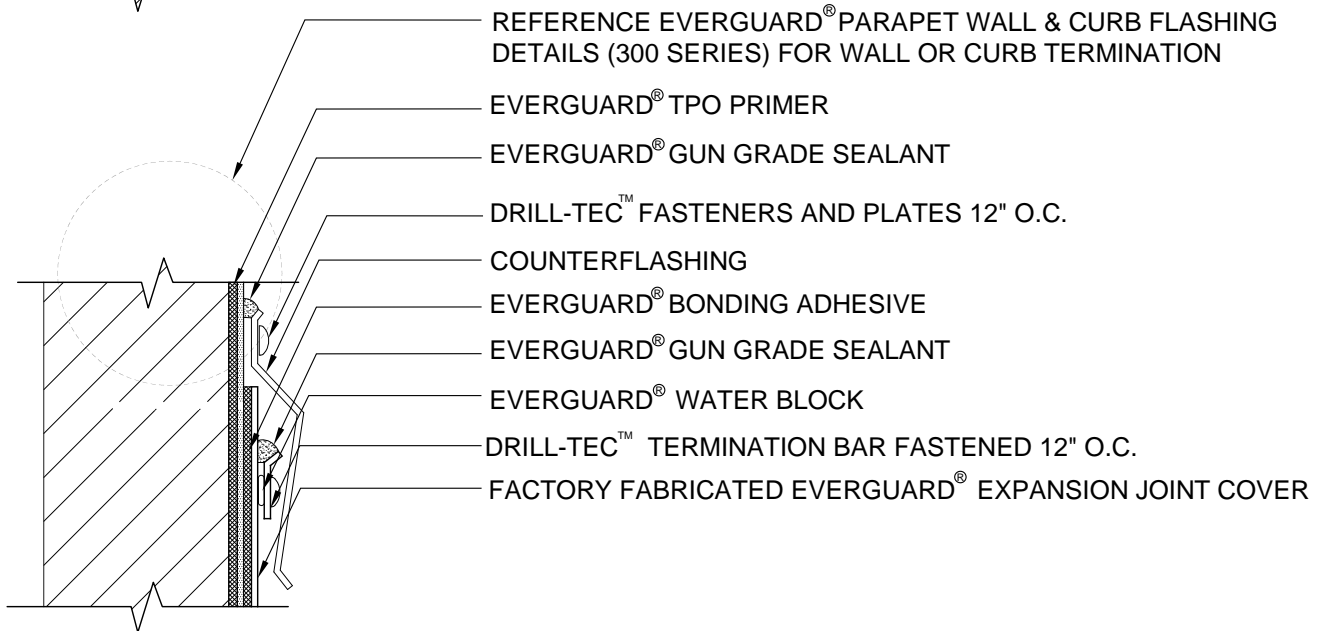 REFERENCE EVERGUARD® PARAPET WALL & CURB FLASHING
DETAILS (300 SERIES) FOR WALL OR CURB TERMINATION
EVERGUARD® TPO PRIMER
EVERGUARD® GUN GRADE SEALANT
DRILL-TEC™ FASTENERS AND PLATES 12" O.C.
COUNTERFLASHING
EVERGUARD® BONDING ADHESIVE
EVERGUARD® GUN GRADE SEALANT
EVERGUARD® WATER BLOCK
DRILL-TEC™ TERMINATION BAR FASTENED 12" O.C.
FACTORY FABRICATED EVERGUARD® EXPANSION JOINT COVER